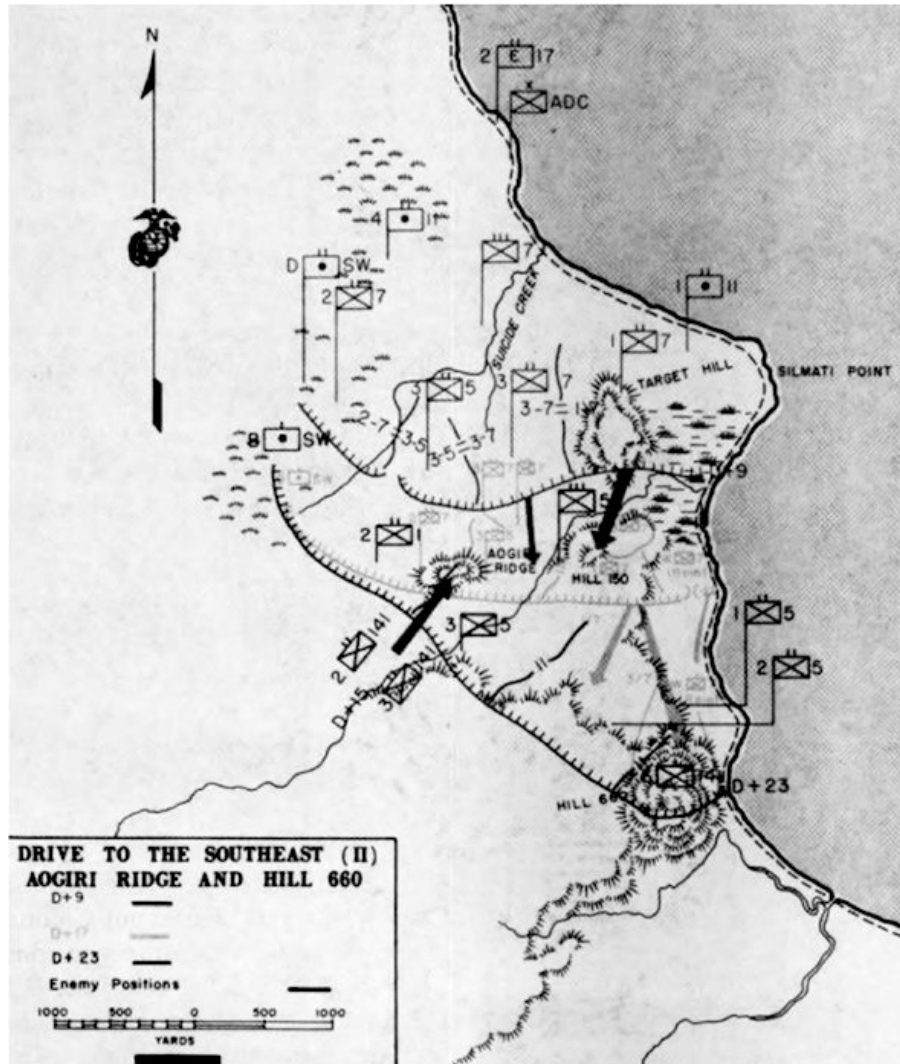 N
2 E 17
ADC
4 11
D SW
2 7
7
SUICIDE CREEK
1 11
1 7
TARGET HILL
SILMATI POINT
3 5
3 7
2-7 3-5
3-5 3-7
3-7
B SW
D+9
5
2 1
AOGIRI
RIDGE
HILL 150
3 5
1 5
2 141
3 141
D+15
2 5
3/7
HILL 660
D+23
DRIVE TO THE SOUTHEAST (II)
AOGIRI RIDGE AND HILL 660
D+9
D+17
D+23
Enemy Positions
1000 500 0 500 1000
YARDS